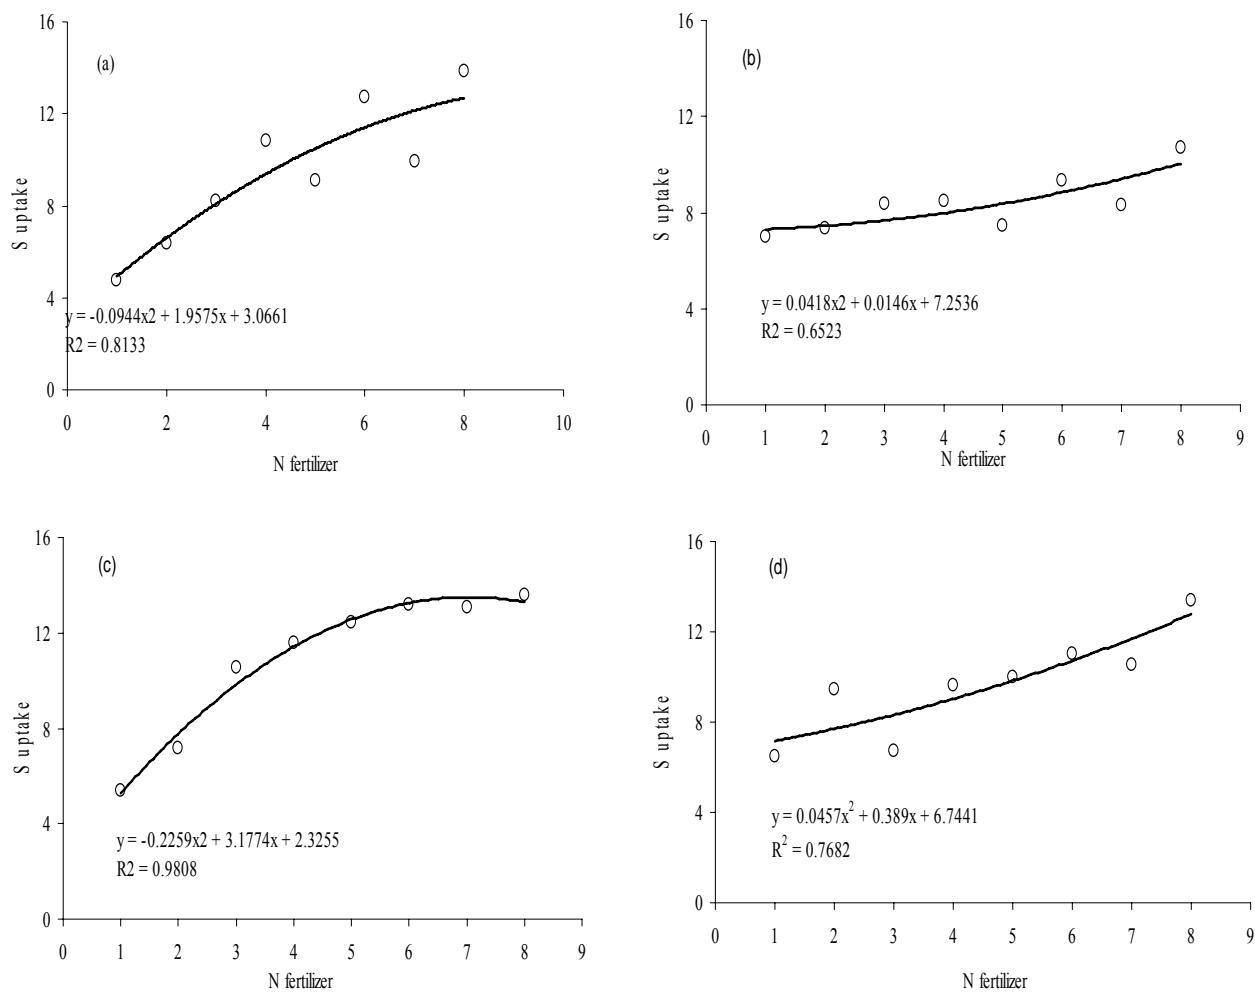 (a)
16
12
8
4
0
S uptake
y = -0.0944x2 + 1.9575x + 3.0661
R2 = 0.8133
0 2 4 6 8 10
N fertilizer
(b)
16
12
8
4
0
S uptake
y = 0.0418x2 + 0.0146x + 7.2536
R2 = 0.6523
0 1 2 3 4 5 6 7 8 9
N fertilizer
(c)
16
12
8
4
0
S uptake
y = -0.2259x2 + 3.1774x + 2.3255
R2 = 0.9808
0 1 2 3 4 5 6 7 8 9
N fertilizer
(d)
16
12
8
4
0
S uptake
y = 0.0457x² + 0.389x + 6.7441
R² = 0.7682
0 1 2 3 4 5 6 7 8 9
N fertilizer